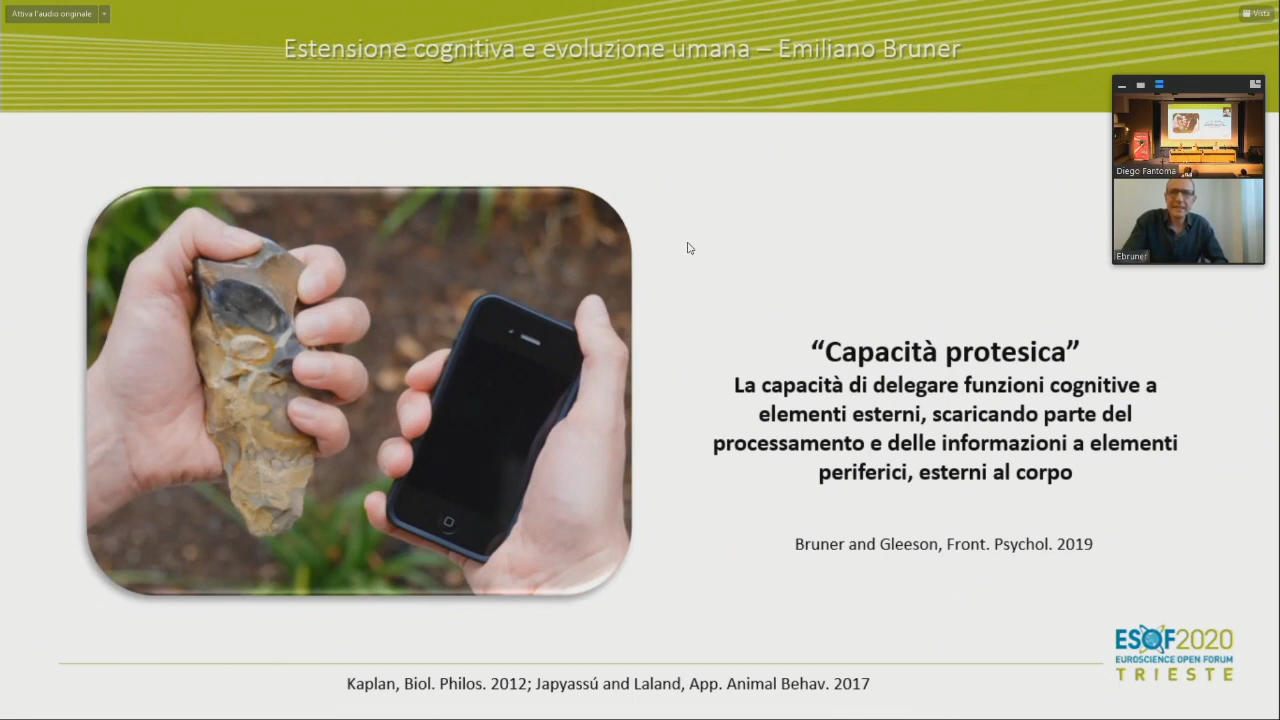 Attiva l'audio originale
Vista
Estensione cognitiva e evoluzione umana – Emiliano Bruner
Diego Fantoma
Ebruner
“Capacità protesica”
La capacità di delegare funzioni cognitive a
elementi esterni, scaricando parte del
processamento e delle informazioni a elementi
periferici, esterni al corpo
Bruner and Gleeson, Front. Psychol. 2019
ESOF2020
EUROSCIENCE OPEN FORUM
TRIESTE
Kaplan, Biol. Philos. 2012; Japyassú and Laland, App. Animal Behav. 2017